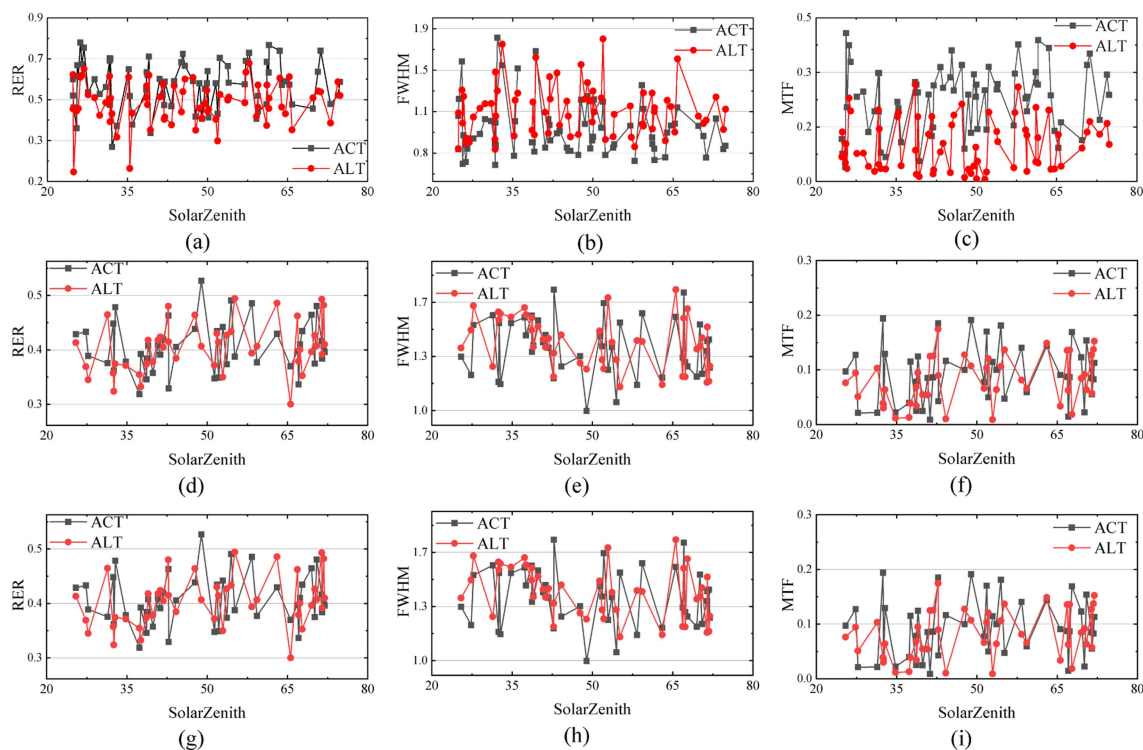 0.9
0.7
RER
0.5
0.3
0.2
ACT
ALT
20 35 50 65 80
SolarZenith
(a)
1.9
1.4
FWHM
1.1
0.7
0.4
ACT
ALT
20 35 50 65 80
SolarZenith
(b)
0.5
0.3
MTF
0.2
0.1
0.0
ACT
ALT
20 35 50 65 80
SolarZenith
(c)
0.5
RER
0.4
0.3
ACT
ALT
20 35 50 65 80
SolarZenith
(d)
1.7
FWHM
1.3
1.0
ACT
ALT
20 35 50 65 80
SolarZenith
(e)
0.3
0.2
MTF
0.1
0.0
ACT
ALT
20 35 50 65 80
SolarZenith
(f)
0.5
RER
0.4
0.3
ACT
ALT
20 35 50 65 80
SolarZenith
(g)
1.7
FWHM
1.3
1.0
ACT
ALT
20 35 50 65 80
SolarZenith
(h)
0.3
0.2
MTF
0.1
0.0
ACT
ALT
20 35 50 65 80
SolarZenith
(i)